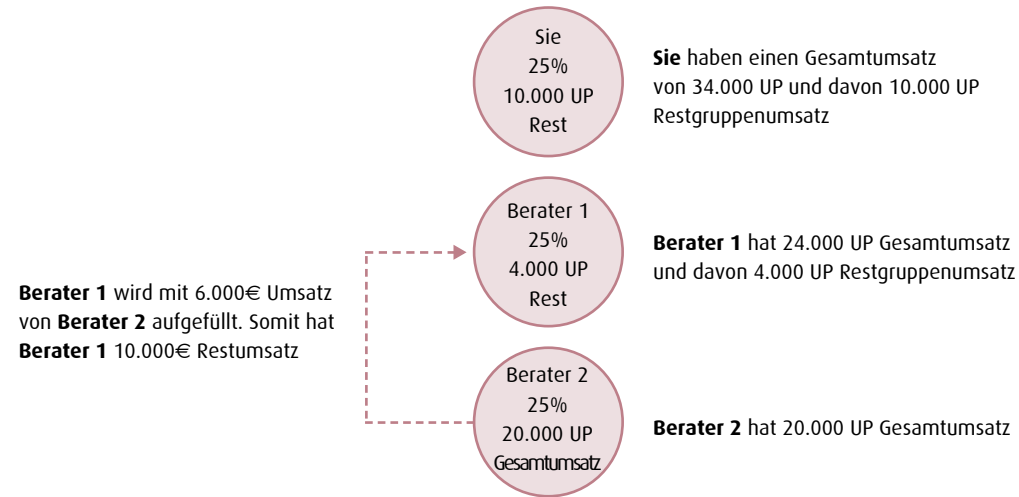 Sie
25%
10.000 UP
Rest
Sie haben einen Gesamtumsatz
von 34.000 UP und davon 10.000 UP
Restgruppenumsatz
Berater 1
25%
4.000 UP
Rest
Berater 1 hat 24.000 UP Gesamtumsatz
und davon 4.000 UP Restgruppenumsatz
Berater 1 wird mit 6.000€ Umsatz
von Berater 2 aufgefüllt. Somit hat
Berater 1 10.000€ Restumsatz
Berater 2
25%
20.000 UP
Gesamtumsatz
Berater 2 hat 20.000 UP Gesamtumsatz